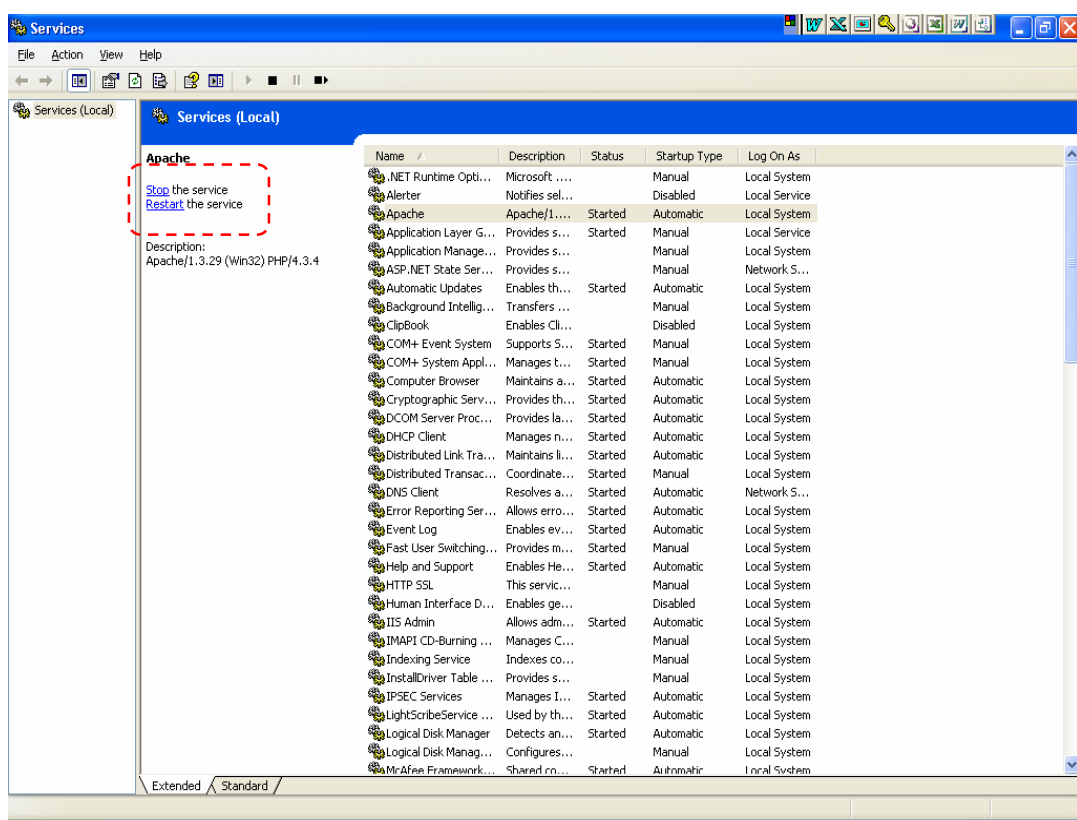 Services
File Action View Help
Services (Local)
Services (Local)
Apache
Stop the service
Restart the service
Description:
Apache/1.3.29 (Win32) PHP/4.3.4
Name Description Status Startup Type Log On As
.NET Runtime Opti... Microsoft .... Manual Local System
Alerter Notifies sel... Disabled Local Service
Apache Apache/1.... Started Automatic Local System
Application Layer G... Provides s... Started Manual Local Service
Application Manage... Provides s... Manual Local System
ASP.NET State Ser... Provides s... Manual Network S...
Automatic Updates Enables th... Started Automatic Local System
Background Intellig... Transfers ... Manual Local System
ClipBook Enables Cli... Disabled Local System
COM+ Event System Supports S... Started Manual Local System
COM+ System Appl... Manages t... Started Manual Local System
Computer Browser Maintains a... Started Automatic Local System
Cryptographic Serv... Provides th... Started Automatic Local System
DCOM Server Proc... Provides la... Started Automatic Local System
DHCP Client Manages n... Started Automatic Local System
Distributed Link Tra... Maintains li... Started Automatic Local System
Distributed Transac... Coordinate... Started Manual Local System
DNS Client Resolves a... Started Automatic Network S...
Error Reporting Ser... Allows erro... Started Automatic Local System
Event Log Enables ev... Started Automatic Local System
Fast User Switching... Provides m... Started Manual Local System
Help and Support Enables He... Started Automatic Local System
HTTP SSL This servic... Manual Local System
Human Interface D... Enables ge... Disabled Local System
IIS Admin Allows adm... Started Automatic Local System
IMAPI CD-Burning ... Manages C... Manual Local System
Indexing Service Indexes co... Manual Local System
InstallDriver Table ... Provides s... Manual Local System
IPSEC Services Manages I... Started Automatic Local System
LightScribeService ... Used by th... Started Automatic Local System
Logical Disk Manager Detects an... Started Automatic Local System
Logical Disk Manag... Configures... Manual Local System
McAfee Framework... Shared co... Started Automatic Local System
Extended Standard